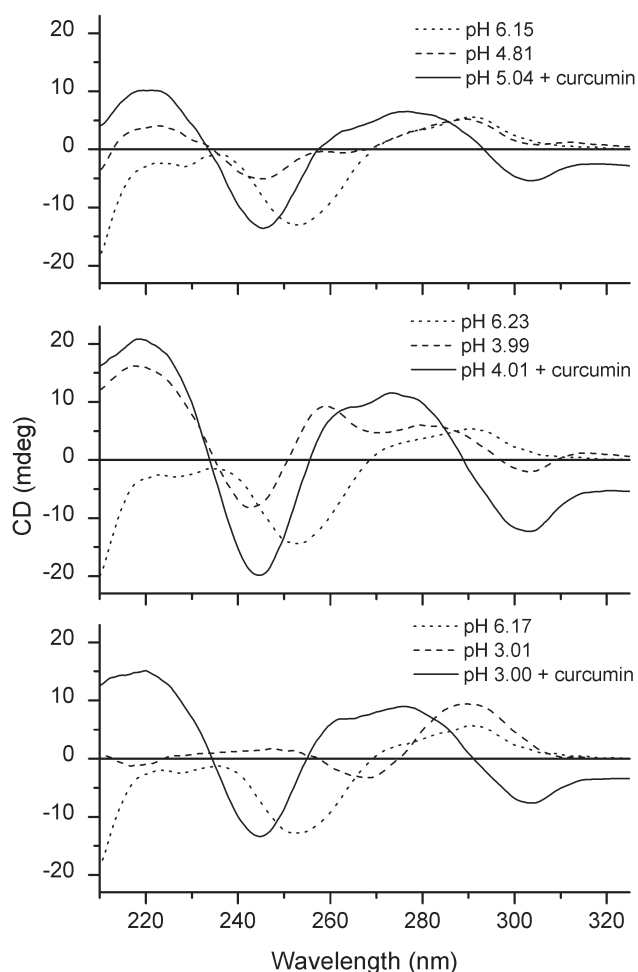 20
pH 6.15
pH 4.81
10
pH 5.04 + curcumin
0
-10
-20
20
pH 6.23
pH 3.99
pH 4.01 + curcumin
10
0
CD (mdeg)
-10
-20
20
pH 6.17
pH 3.01
10
pH 3.00 + curcumin
0
-10
-20
220 240 260 280 300 320
Wavelength (nm)